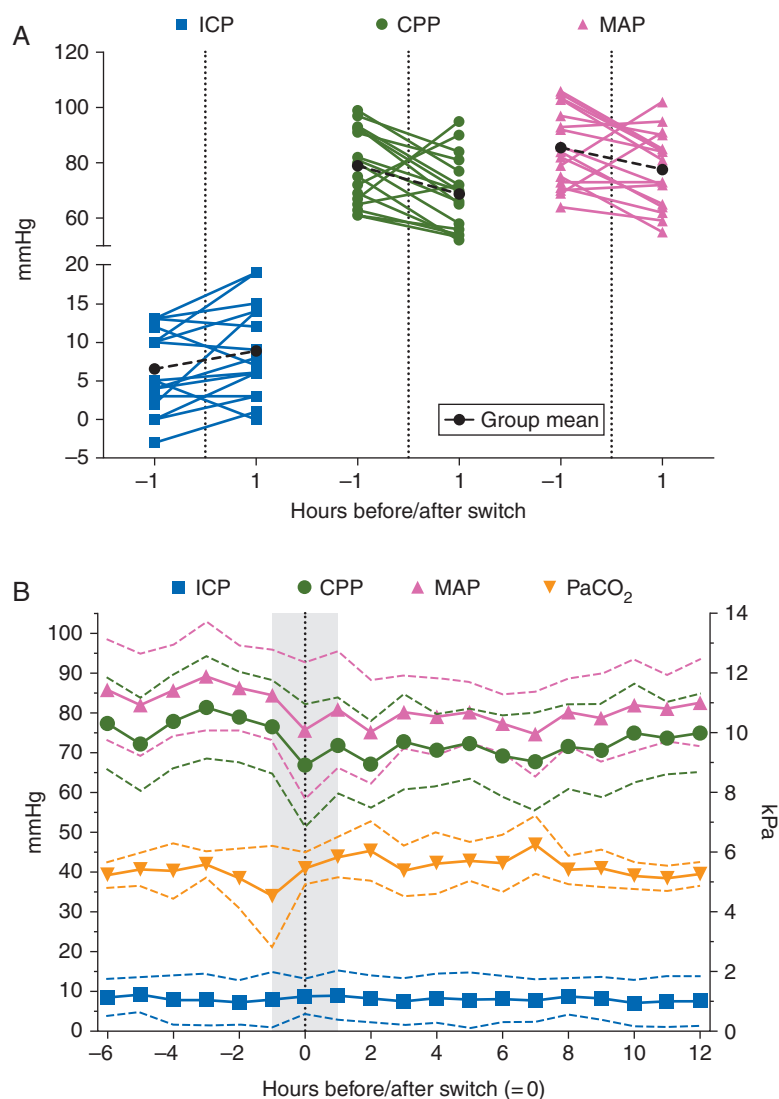 A
ICP CPP MAP
120
100
80
60
20
15
10
5
0
−5
mmHg
Group mean
−1 1 −1 1 −1 1
Hours before/after switch
B
ICP CPP MAP PaCO2
100
90
80
70
60
50
40
30
20
10
0
mmHg
14
12
10
8
6
4
2
0
kPa
−6 −4 −2 0 2 4 6 8 10 12
Hours before/after switch (=0)